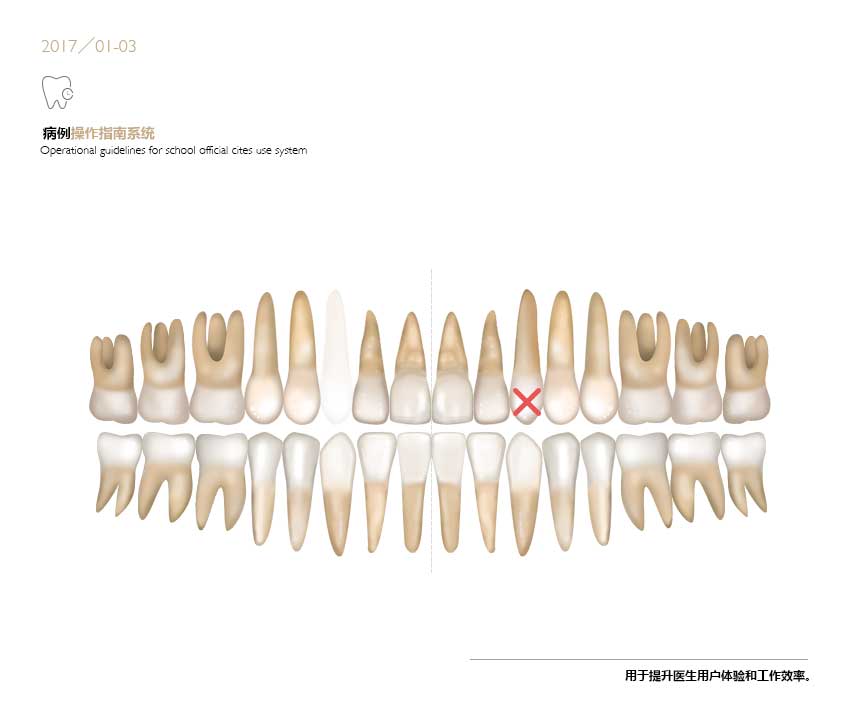 2017／01-03
病例操作指南系统
Operational guidelines for school official cites use system
用于提升医生用户体验和工作效率。